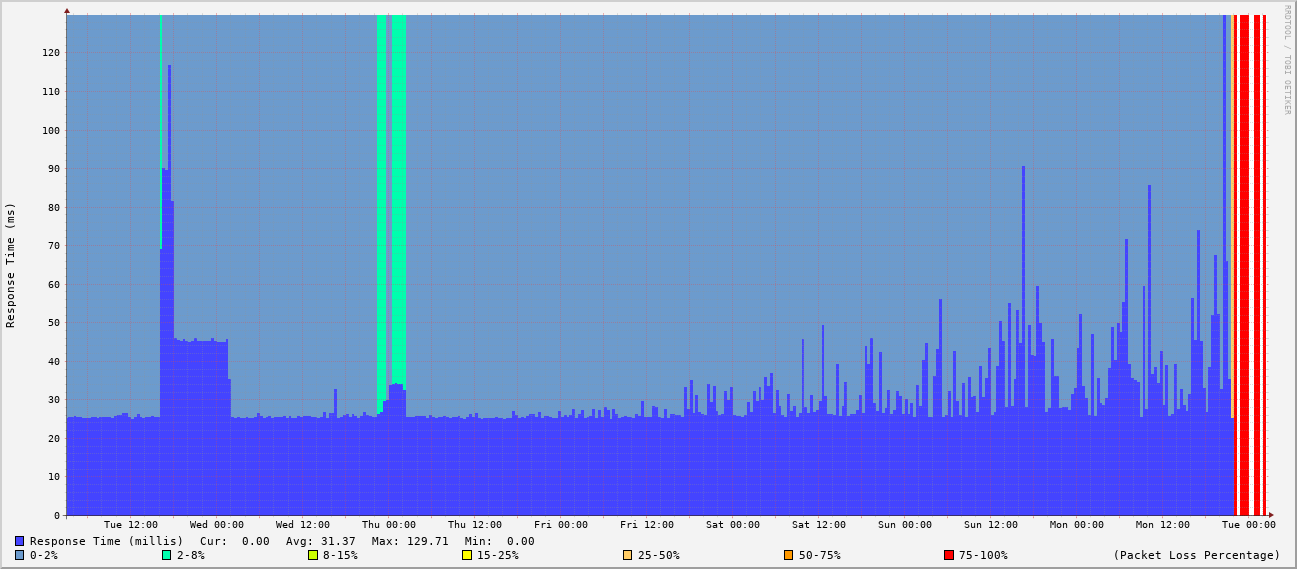 RRDTOOL / TOBI OETIKER
Response Time (ms)
120
110
100
90
80
70
60
50
40
30
20
10
0
Tue 12:00 Wed 00:00 Wed 12:00 Thu 00:00 Thu 12:00 Fri 00:00 Fri 12:00 Sat 00:00 Sat 12:00 Sun 00:00 Sun 12:00 Mon 00:00 Mon 12:00 Tue 00:00
Response Time (millis) Cur: 0.00 Avg: 31.37 Max: 129.71 Min: 0.00
0-2% 2-8% 8-15% 15-25% 25-50% 50-75% 75-100% (Packet Loss Percentage)